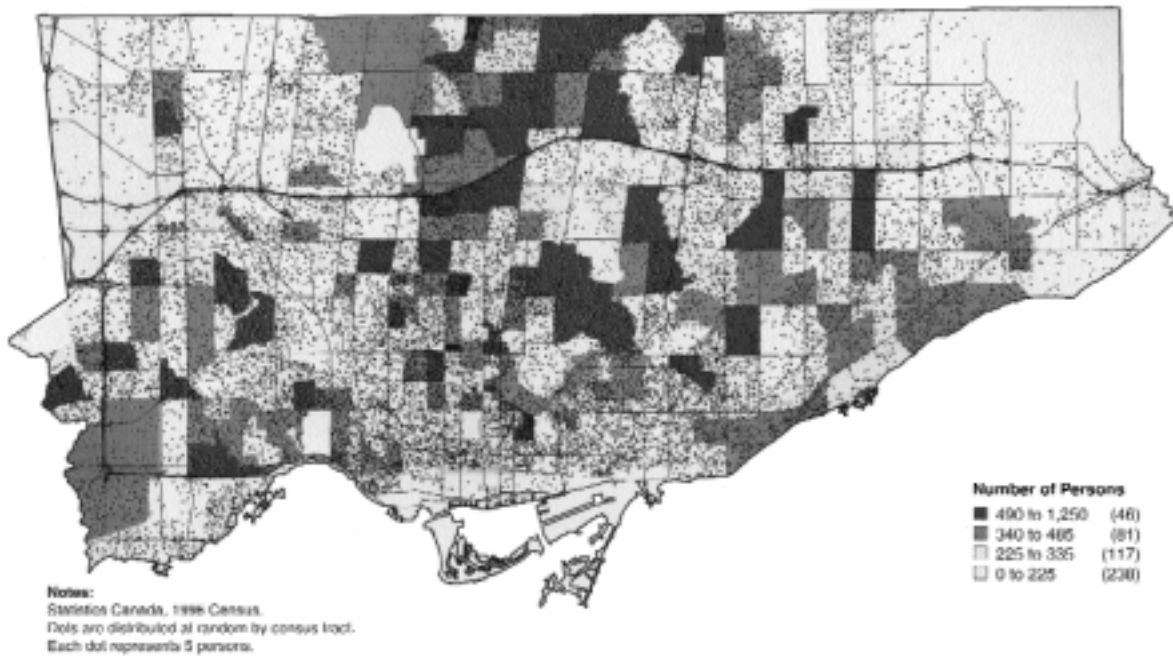 Number of Persons
490 to 1,250 (46)
340 to 485 (81)
225 to 335 (117)
0 to 225 (238)
Notes:
Statistics Canada, 1996 Census.
Dots are distributed at random by census tract.
Each dot represents 5 persons.